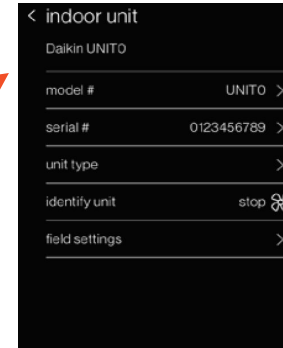 < indoor unit
Daikin UNIT0
model # UNIT0 >
serial # 0123456789 >
unit type >
identify unit stop
field settings >